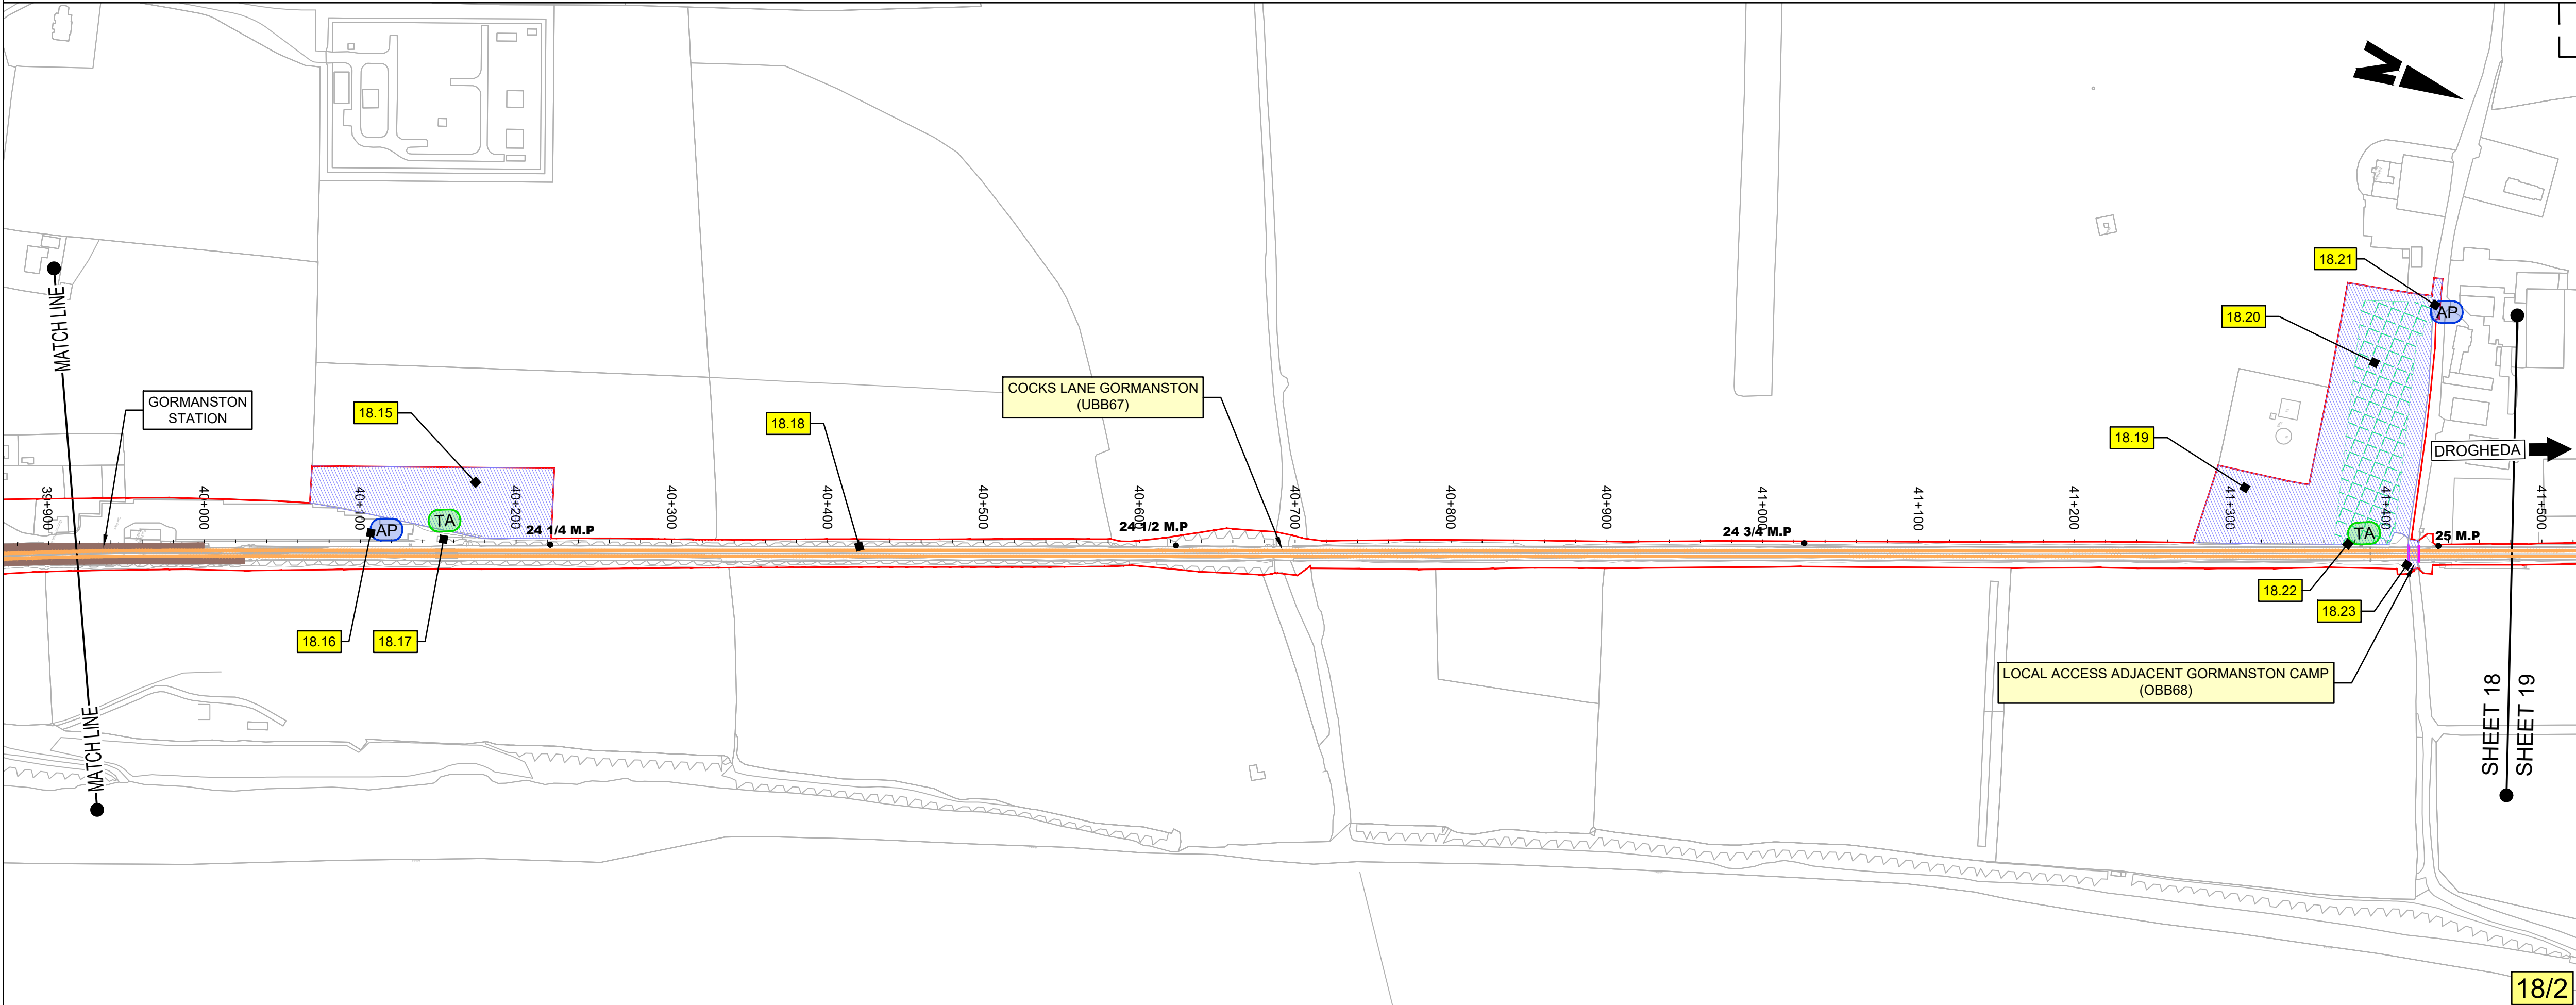 N
MATCH LINE
GORMANSTON
STATION
18.15
18.18
COCKS LANE GORMANSTON
(UBB67)
18.21
AP
18.20
18.19
DROGHEDA
39+900
40+000
40+100
40+200
40+300
40+400
40+500
40+600
40+700
40+800
40+900
41+000
41+100
41+200
41+300
41+400
41+500
AP
TA
24 1/4 M.P
24 1/2 M.P
24 3/4 M.P
TA
25 M.P
18.16
18.17
18.22
18.23
LOCAL ACCESS ADJACENT GORMANSTON CAMP
(OBB68)
MATCH LINE
SHEET 18
SHEET 19
18/2